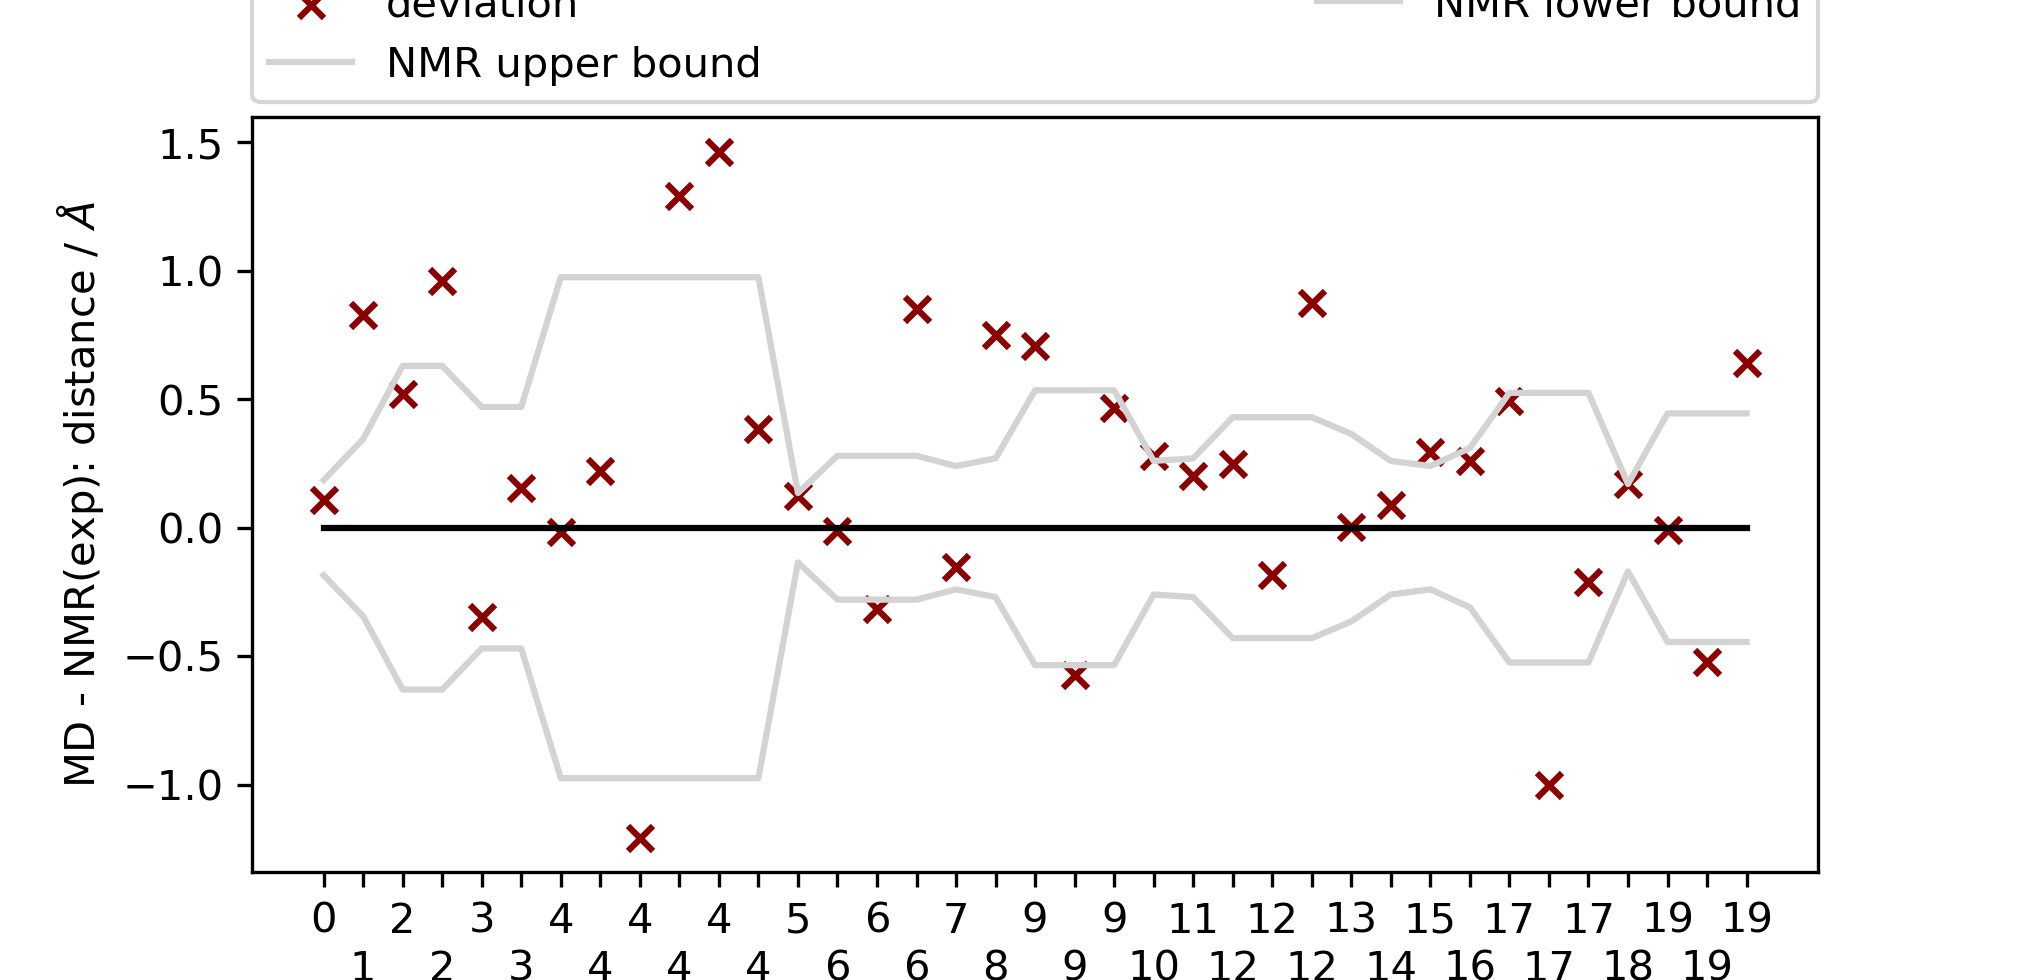 deviation
NMR lower bound
NMR upper bound
MD - NMR(exp): distance / Å
1.5
1.0
0.5
0.0
−0.5
−1.0
0 2 3 4 4 4 5 6 7 9 9 11 12 13 15 17 17 19 19
1 2 3 4 4 4 6 6 8 9 10 12 12 14 16 17 18 19